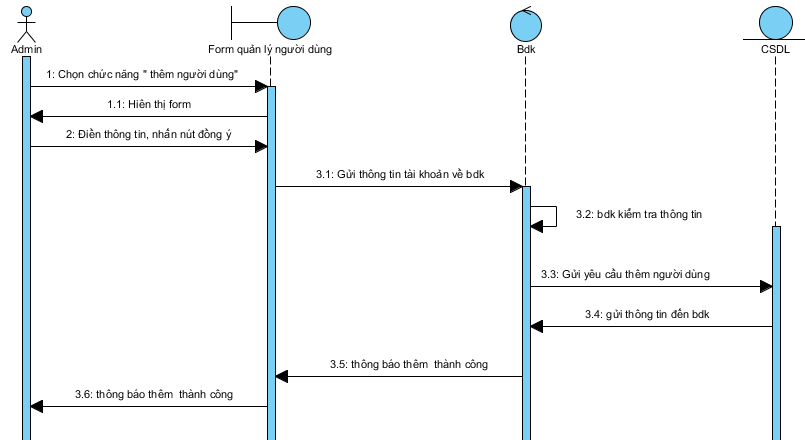 Admin
Form quản lý người dùng
Bdk
CSDL
1: Chọn chức năng " thêm người dùng"
1.1: Hiên thị form
2: Điền thông tin, nhấn nút đồng ý
3.1: Gửi thông tin tài khoản về bdk
3.2: bdk kiểm tra thông tin
3.3: Gửi yêu cầu thêm người dùng
3.4: gửi thông tin đến bdk
3.5: thông báo thêm  thành công
3.6: thông báo thêm  thành công